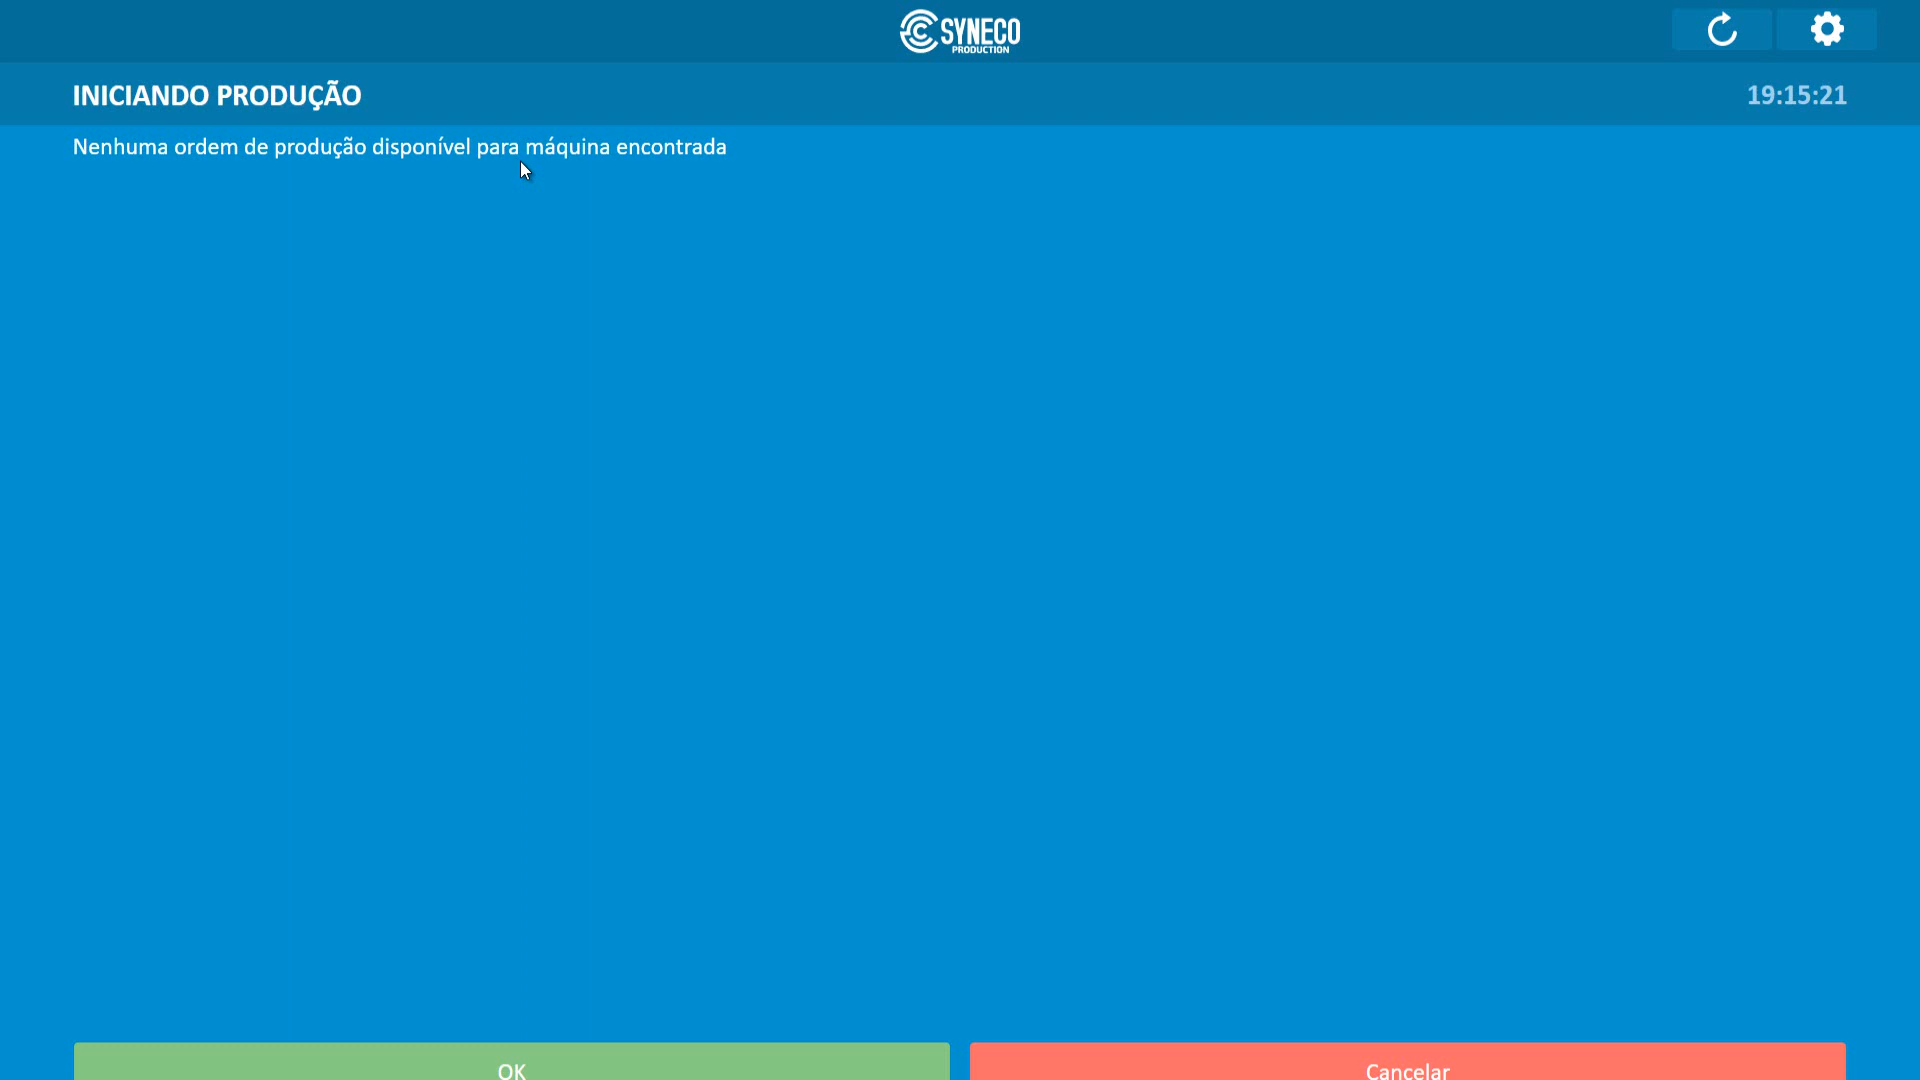 SYNECO
PRODUCTION
INICIANDO PRODUÇÃO
19:15:21
Nenhuma ordem de produção disponível para máquina encontrada
OK
Cancelar